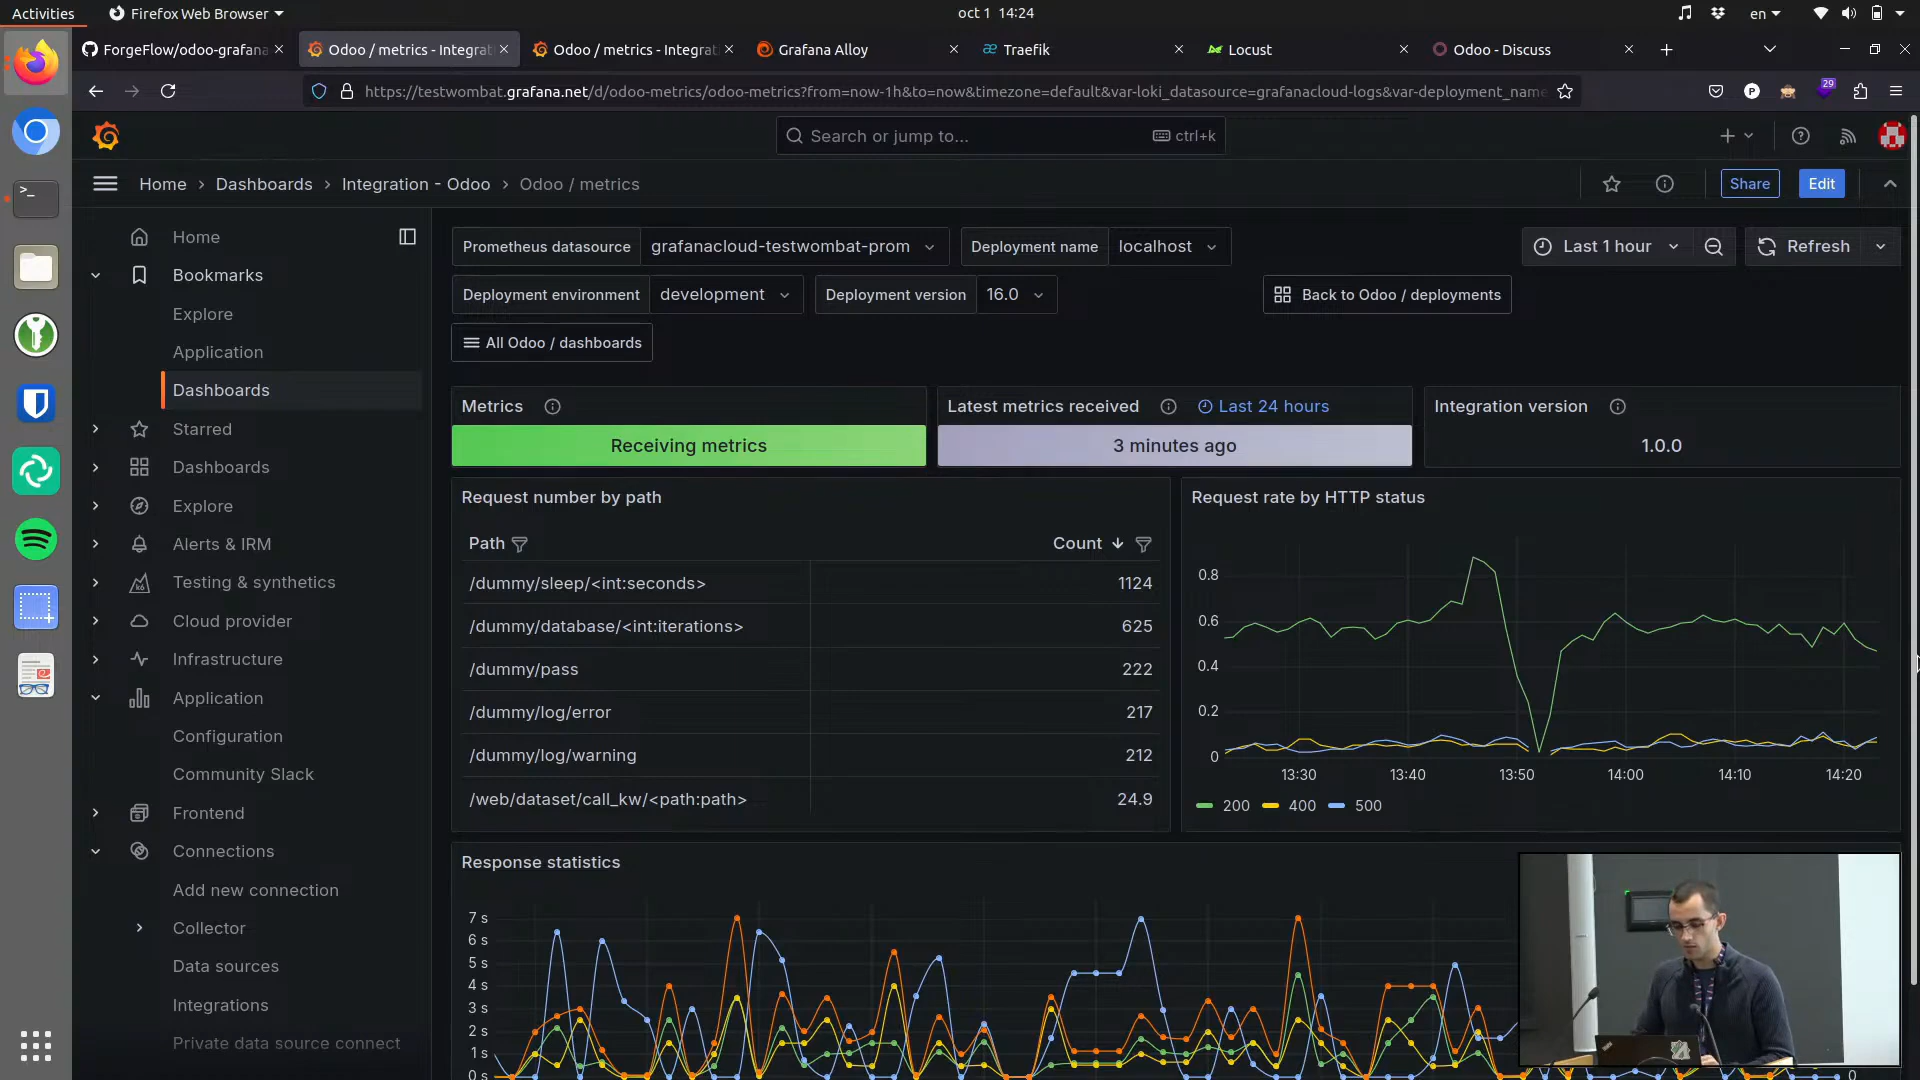 Activities
Firefox Web Browser
oct 1 14:24
en
ForgeFlow/odoo-grafana
Odoo / metrics - Integrat
Odoo / metrics - Integrat
Grafana Alloy
Traefik
Locust
Odoo - Discuss
https://testwombat.grafana.net/d/odoo-metrics/odoo-metrics?from=now-1h&to=now&timezone=default&var-loki_datasource=grafanacloud-logs&var-deployment_name
29
Search or jump to...
ctrl+k
Home › Dashboards › Integration - Odoo › Odoo / metrics
Share
Edit
Home
Bookmarks
Explore
Application
Dashboards
Starred
Dashboards
Explore
Alerts & IRM
Testing & synthetics
Cloud provider
Infrastructure
Application
Configuration
Community Slack
Frontend
Connections
Add new connection
Collector
Data sources
Integrations
Private data source connect
Prometheus datasource
grafanacloud-testwombat-prom
Deployment name
localhost
Last 1 hour
Refresh
Deployment environment
development
Deployment version
16.0
Back to Odoo / deployments
All Odoo / dashboards
Metrics
Receiving metrics
Latest metrics received
Last 24 hours
3 minutes ago
Integration version
1.0.0
Request number by path
Path
Count
/dummy/sleep/<int:seconds> 1124
/dummy/database/<int:iterations> 625
/dummy/pass 222
/dummy/log/error 217
/dummy/log/warning 212
/web/dataset/call_kw/<path:path> 24.9
Request rate by HTTP status
0.8
0.6
0.4
0.2
0
13:30 13:40 13:50 14:00 14:10 14:20
200 400 500
Response statistics
7 s
6 s
5 s
4 s
3 s
2 s
1 s
0 s
0